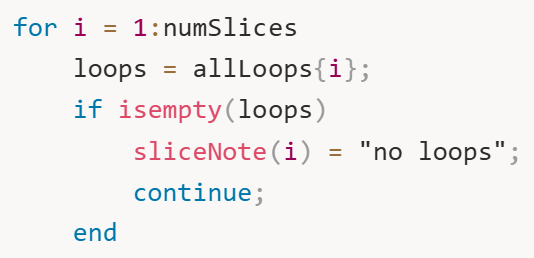 for i = 1:numSlices
    loops = allLoops{i};
    if isempty(loops)
        sliceNote(i) = "no loops";
        continue;
    end